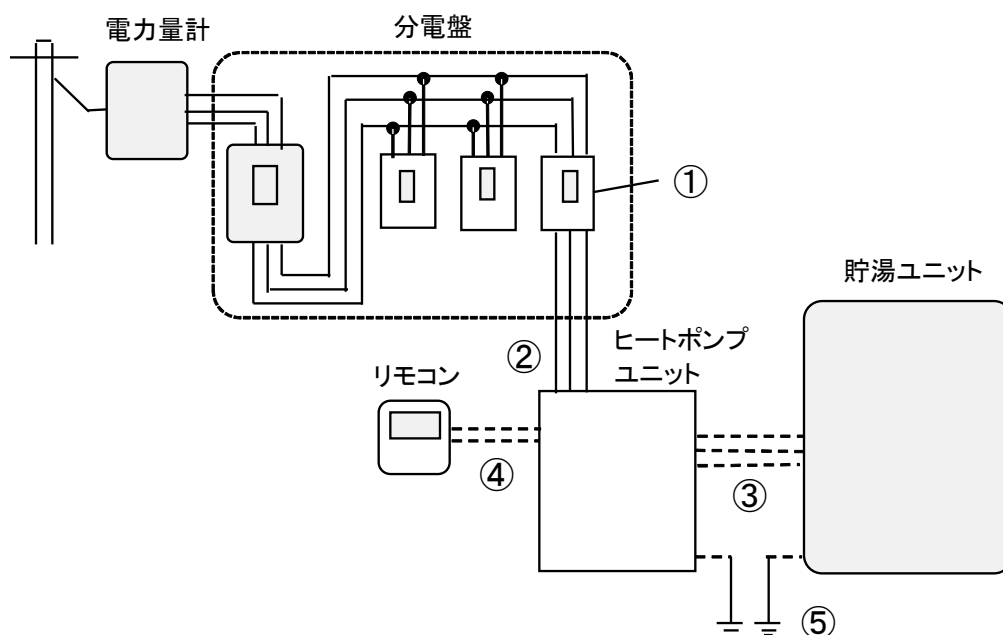 電力量計
分電盤
①
貯湯ユニット
②
ヒートポンプ
ユニット
リモコン
④
③
⑤